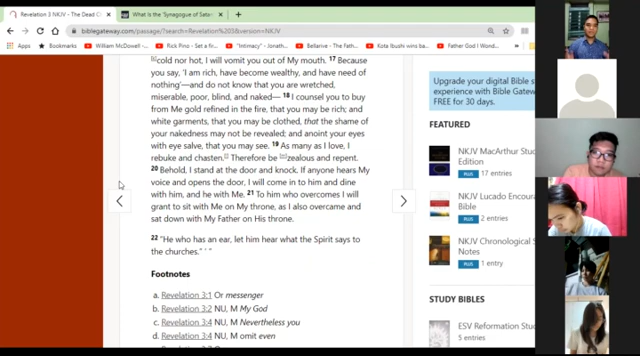 Revelation 3 NKJV - The Dead C
What Is the 'Synagogue of Sata
biblegateway.com/passage/?search=Revelation%203&version=NKJV
Apps
Bookmarks
William McDowell -
Rick Pino - Set a fi
"Intimacy" - Jonath
Bellarive - The Cost
Kota Ibushi wins ba
Father God I Wond
cold nor hot, I will vomit you out of My mouth. 17 Because
you say, 'I am rich, have become wealthy, and have need of
nothing'—and do not know that you are wretched,
miserable, poor, blind, and naked— 18 I counsel you to buy
from Me gold refined in the fire, that you may be rich; and
white garments, that you may be clothed, that the shame of
your nakedness may not be revealed; and anoint your eyes
with eye salve, that you may see. 19 As many as I love, I
rebuke and chasten. Therefore be zealous and repent.
20 Behold, I stand at the door and knock. If anyone hears My
voice and opens the door, I will come in to him and dine
with him, and he with Me. 21 To him who overcomes I will
grant to sit with Me on My throne, as I also overcame and
sat down with My Father on His throne.
22 "He who has an ear, let him hear what the Spirit says to
the churches." ' "
Footnotes
a. Revelation 3:1 Or messenger
b. Revelation 3:2 NU, M My God
c. Revelation 3:4 NU, M Nevertheless you
d. Revelation 3:4 NU, M omit even
Upgrade your digital Bible s
experience with Bible Gatew
FREE for 30 days.
FEATURED
NKJV MacArthur Stu
Edition
PLUS 17 entries
NKJV Lucado Encour
Bible
PLUS 2 entries
NKJV Chronological S
Notes
PLUS 1 entry
STUDY BIBLES
ESV Reformation Stu
5 entries